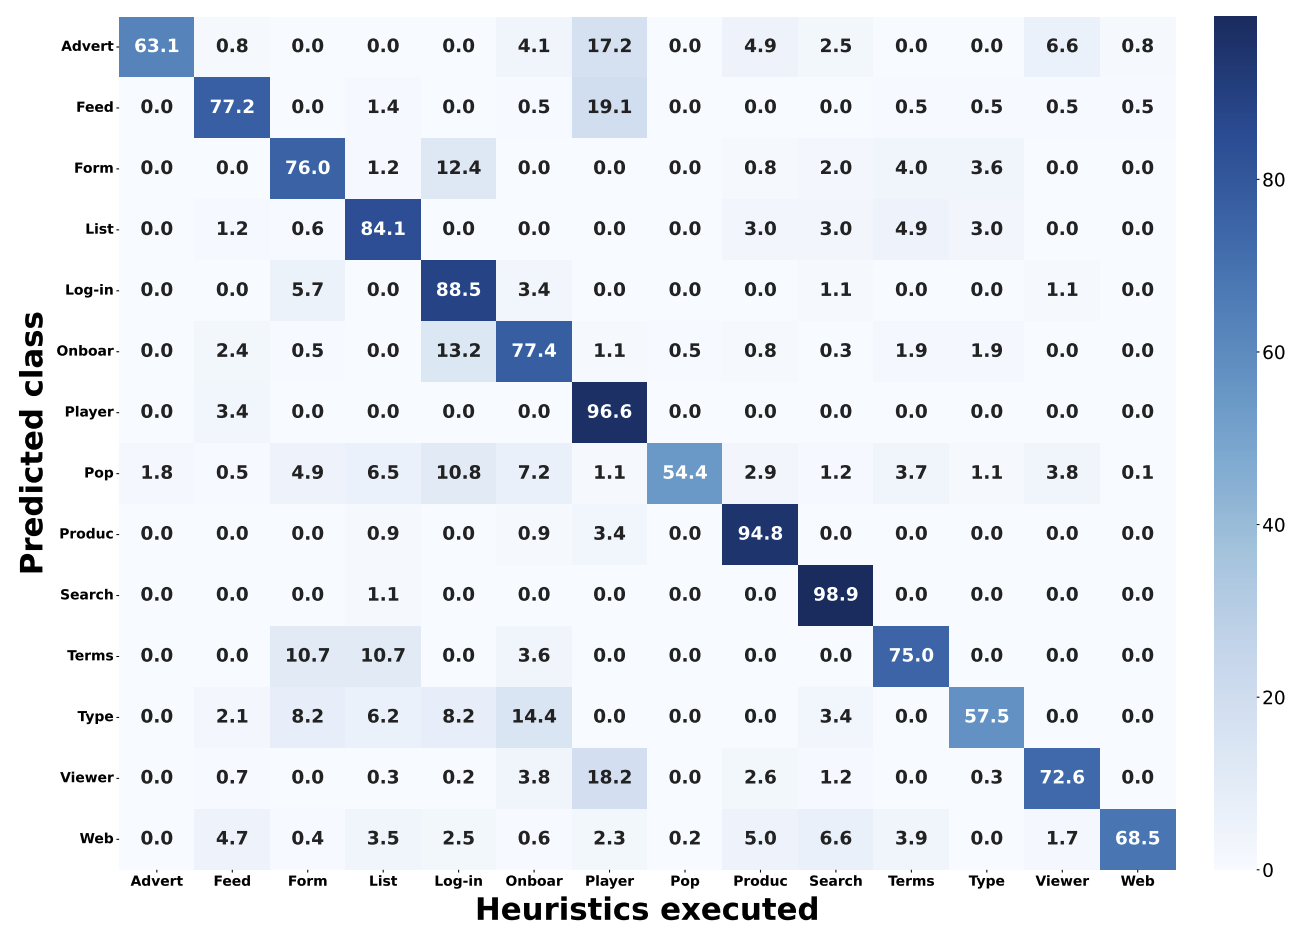 Advert 63.1 0.8 0.0 0.0 0.0 4.1 17.2 0.0 4.9 2.5 0.0 0.0 6.6 0.8
Feed 0.0 77.2 0.0 1.4 0.0 0.5 19.1 0.0 0.0 0.0 0.5 0.5 0.5 0.5
Form 0.0 0.0 76.0 1.2 12.4 0.0 0.0 0.0 0.8 2.0 4.0 3.6 0.0 0.0
List 0.0 1.2 0.6 84.1 0.0 0.0 0.0 0.0 3.0 3.0 4.9 3.0 0.0 0.0
Log-in 0.0 0.0 5.7 0.0 88.5 3.4 0.0 0.0 0.0 1.1 0.0 0.0 1.1 0.0
Onboar 0.0 2.4 0.5 0.0 13.2 77.4 1.1 0.5 0.8 0.3 1.9 1.9 0.0 0.0
Player 0.0 3.4 0.0 0.0 0.0 0.0 96.6 0.0 0.0 0.0 0.0 0.0 0.0 0.0
Pop 1.8 0.5 4.9 6.5 10.8 7.2 1.1 54.4 2.9 1.2 3.7 1.1 3.8 0.1
Produc 0.0 0.0 0.0 0.9 0.0 0.9 3.4 0.0 94.8 0.0 0.0 0.0 0.0 0.0
Search 0.0 0.0 0.0 1.1 0.0 0.0 0.0 0.0 0.0 98.9 0.0 0.0 0.0 0.0
Terms 0.0 0.0 10.7 10.7 0.0 3.6 0.0 0.0 0.0 0.0 75.0 0.0 0.0 0.0
Type 0.0 2.1 8.2 6.2 8.2 14.4 0.0 0.0 0.0 3.4 0.0 57.5 0.0 0.0
Viewer 0.0 0.7 0.0 0.3 0.2 3.8 18.2 0.0 2.6 1.2 0.0 0.3 72.6 0.0
Web 0.0 4.7 0.4 3.5 2.5 0.6 2.3 0.2 5.0 6.6 3.9 0.0 1.7 68.5
Advert Feed Form List Log-in Onboar Player Pop Produc Search Terms Type Viewer Web
Heuristics executed
Predicted class
80
60
40
20
0